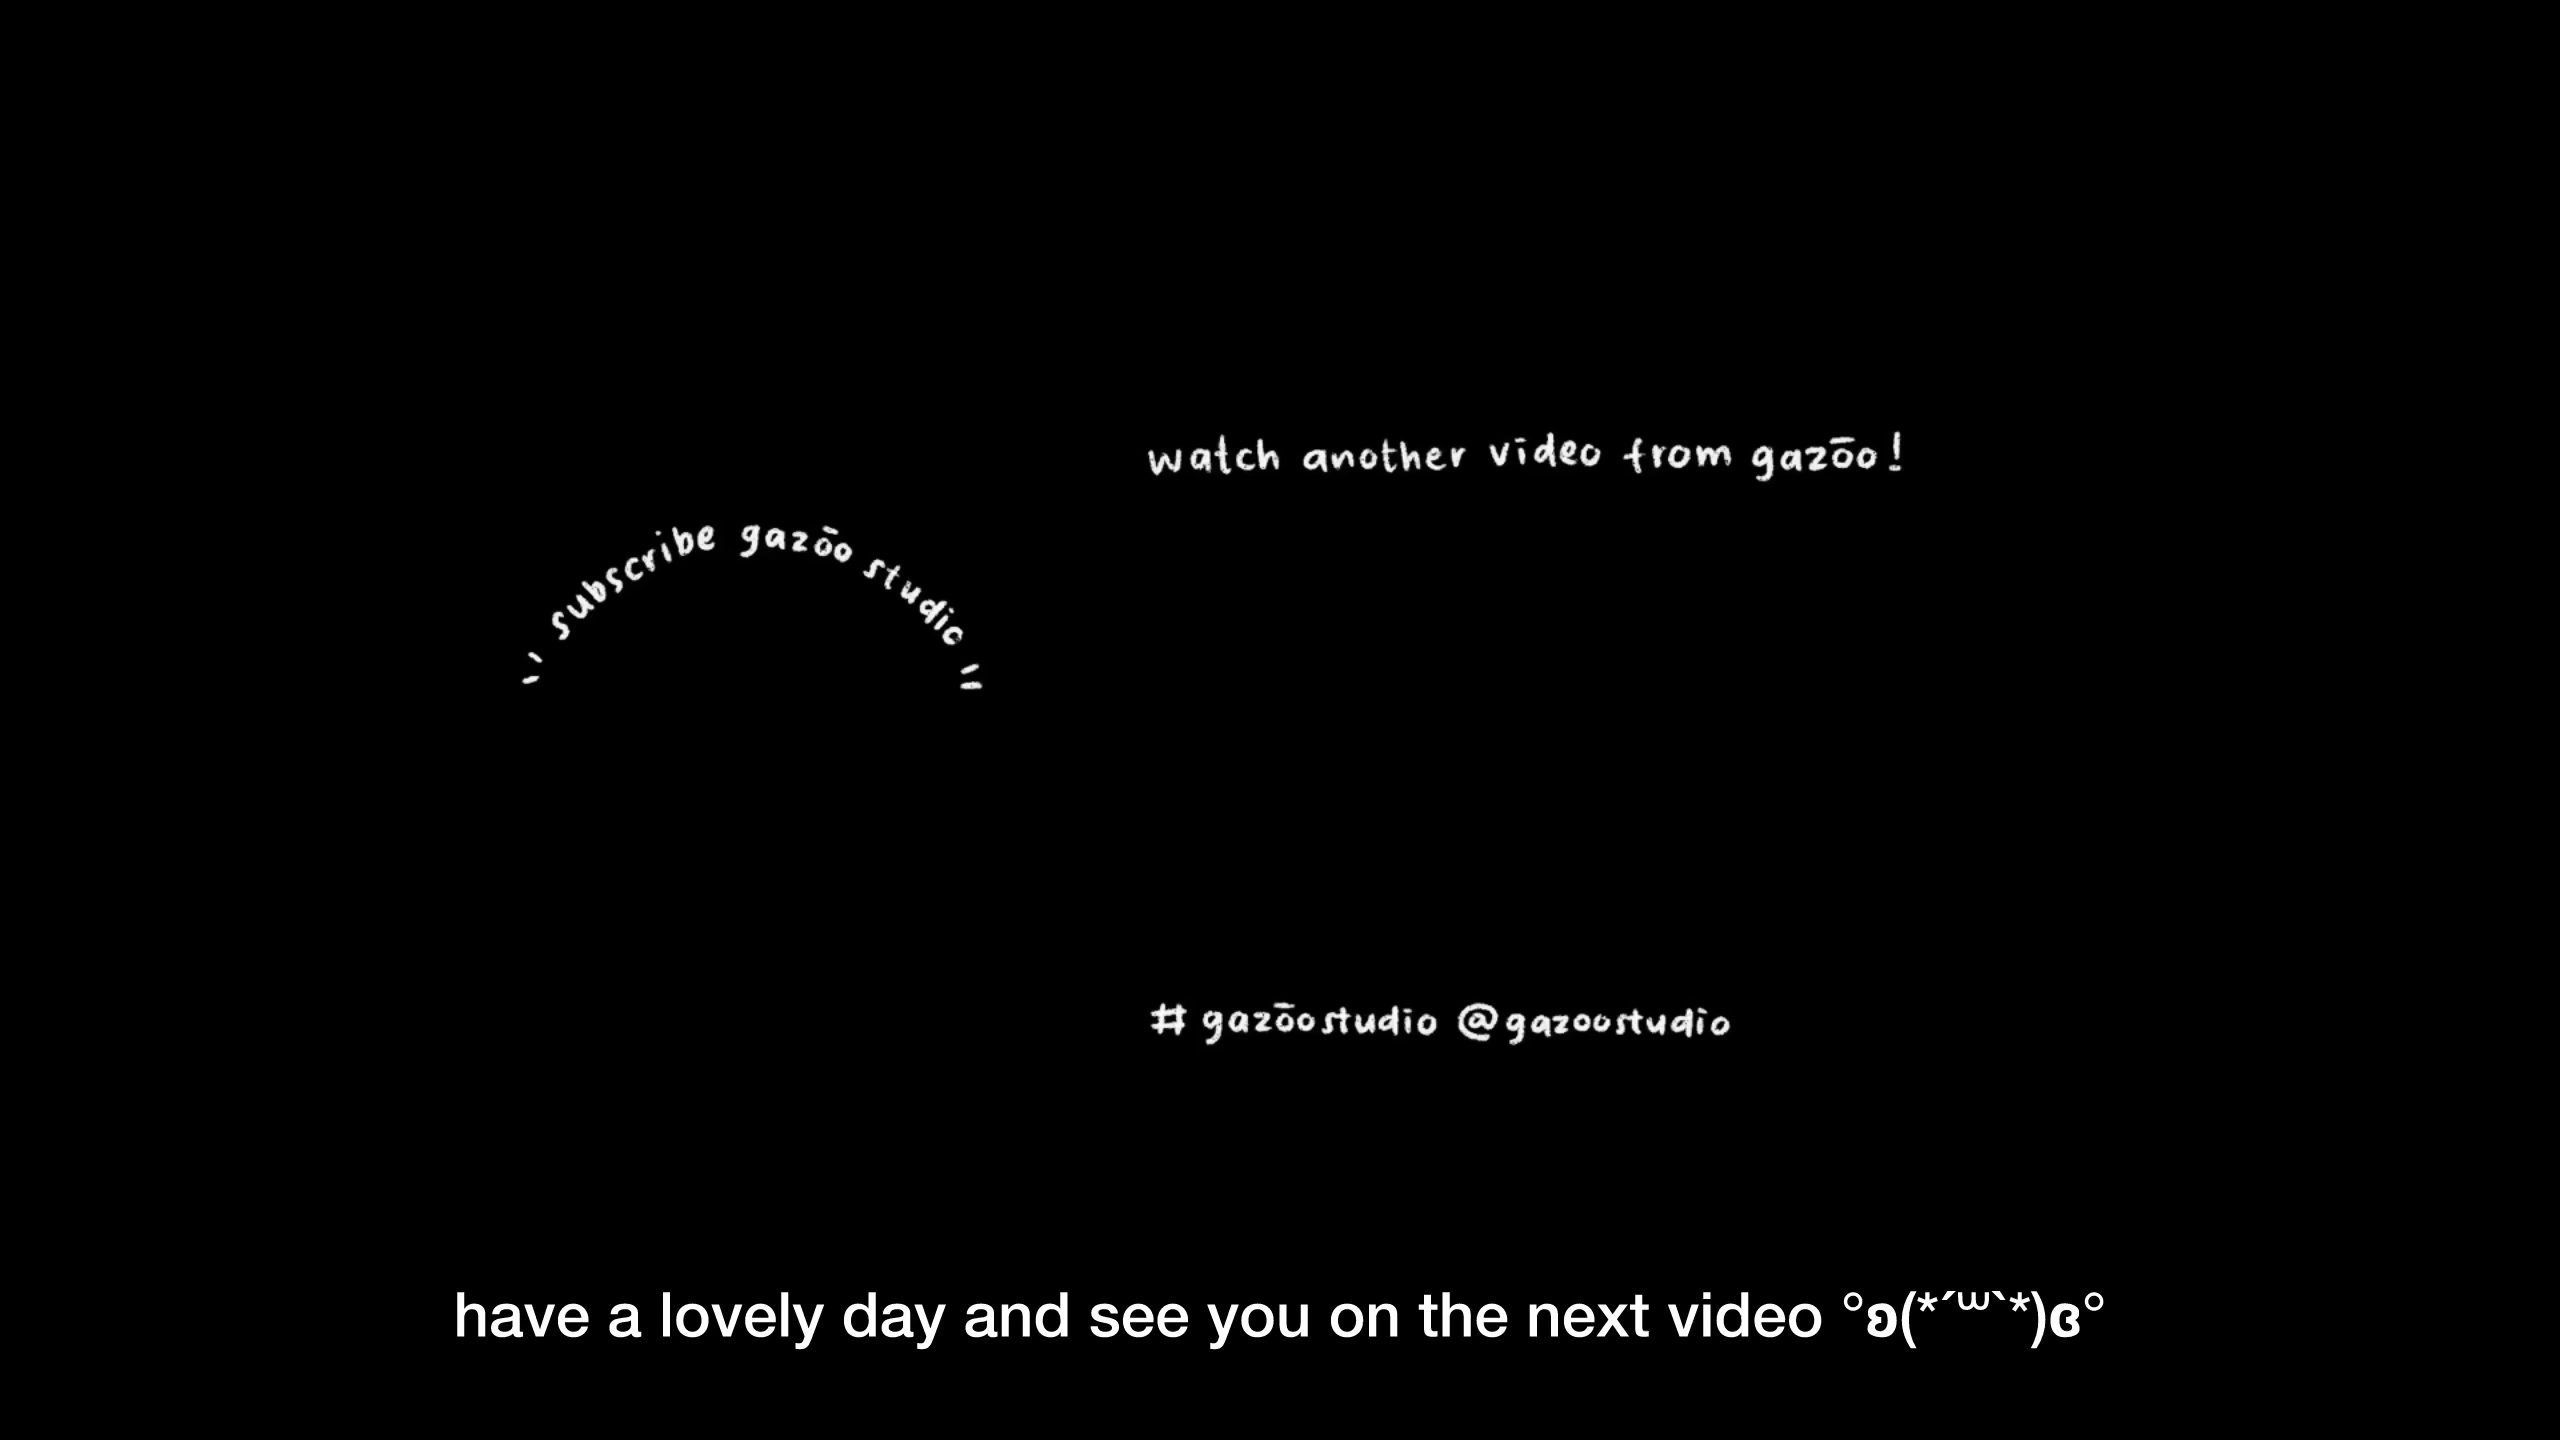 watch another video from gazōo!
subscribe gazōo studio
#gazōostudio @gazoostudio
have a lovely day and see you on the next video °ʚ(*´꒳`*)ɞ°